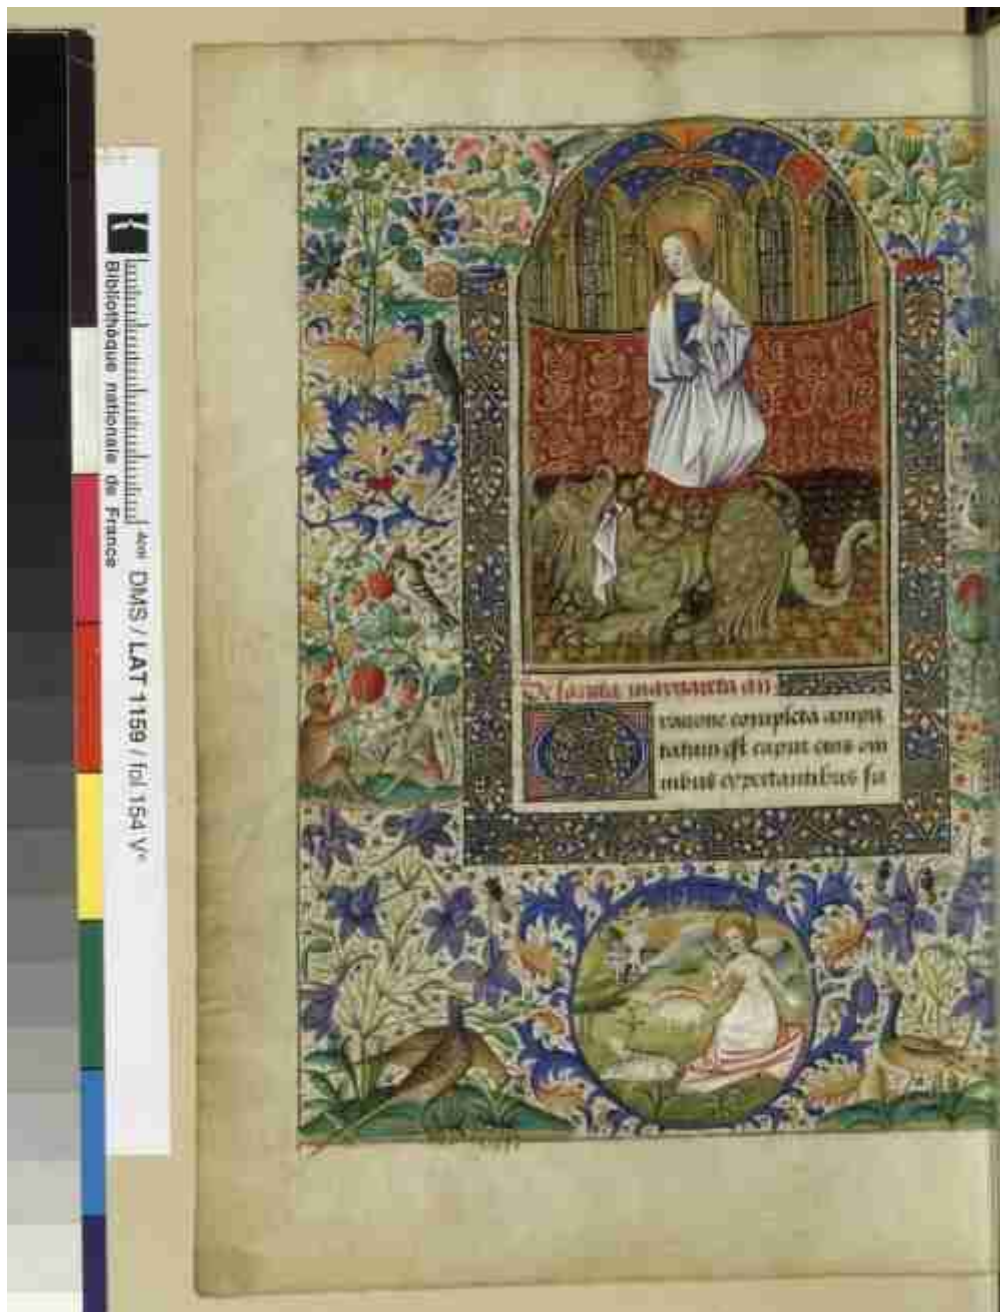 Bibliothèque nationale de France
DMS / LAT 1159 / fol 154 V°
De sancta margareta an
oratione completa ampu
tatum est caput eius om
nibus expectantibus sa